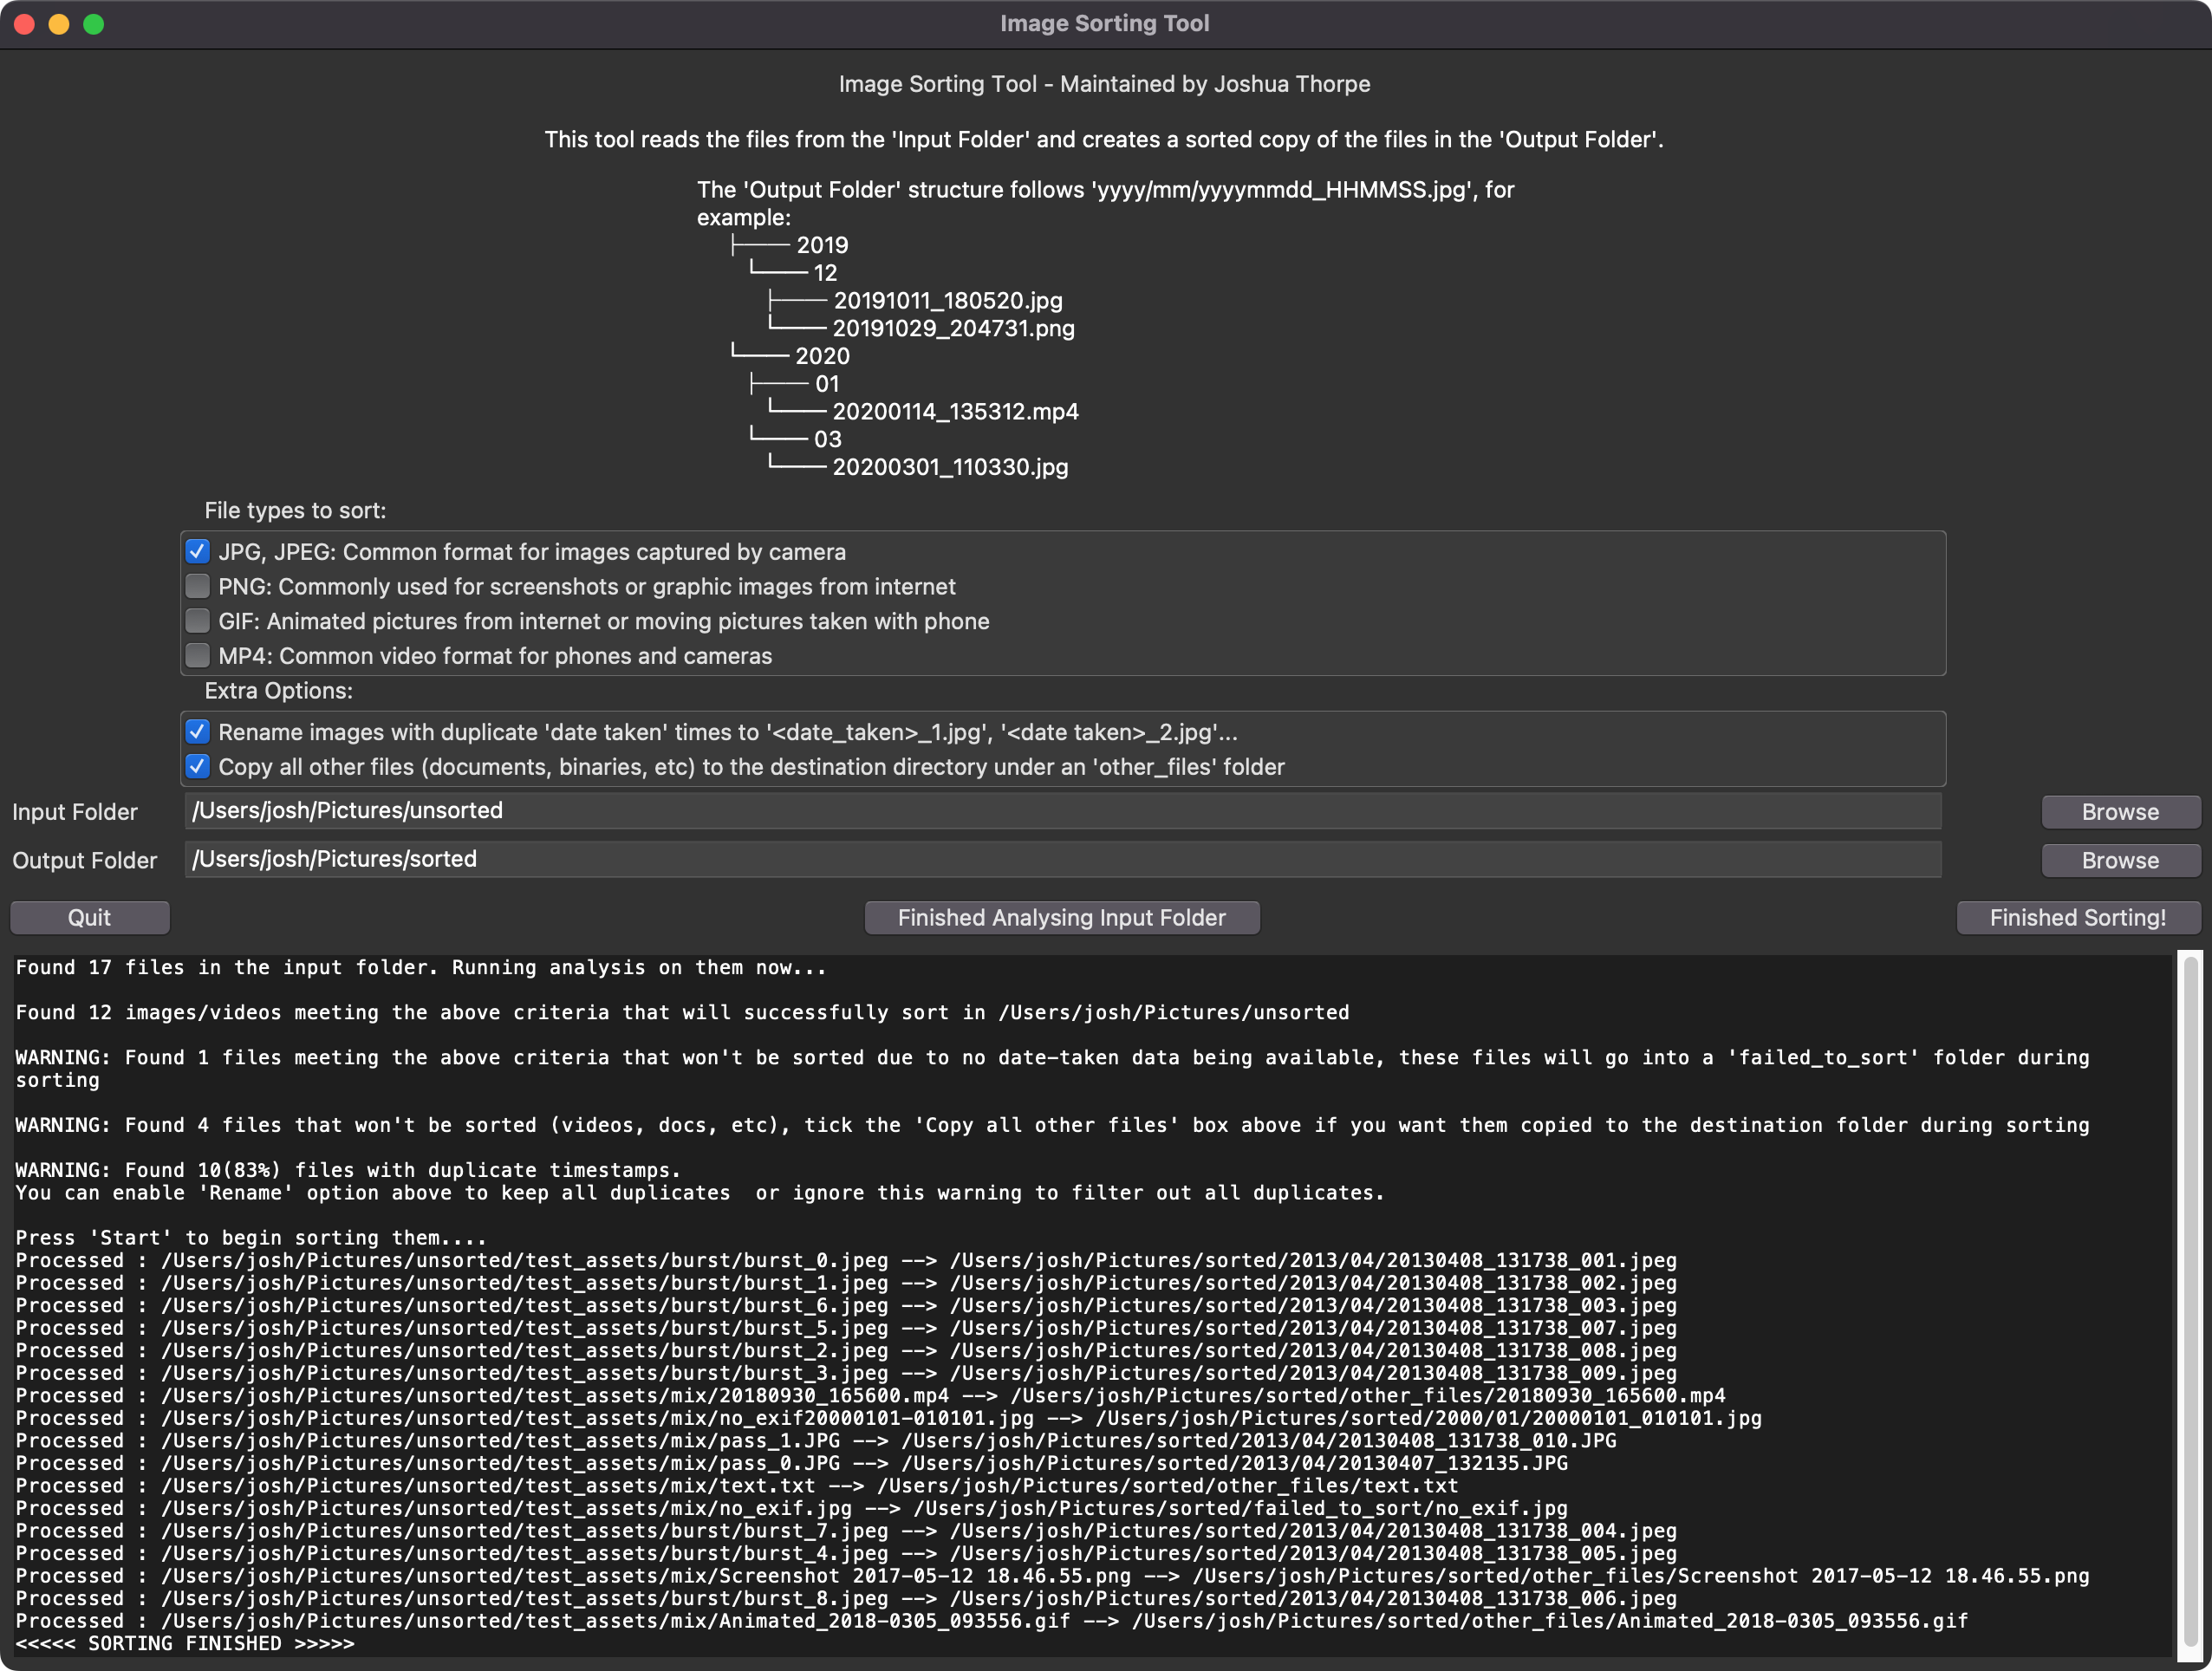 Image Sorting Tool
Image Sorting Tool - Maintained by Joshua Thorpe
This tool reads the files from the 'Input Folder' and creates a sorted copy of the files in the 'Output Folder'.
The 'Output Folder' structure follows 'yyyy/mm/yyyymmdd_HHMMSS.jpg', for
example:
├──── 2019
└──── 12
├──── 20191011_180520.jpg
└──── 20191029_204731.png
└──── 2020
├──── 01
└──── 20200114_135312.mp4
└──── 03
└──── 20200301_110330.jpg
File types to sort:
JPG, JPEG: Common format for images captured by camera
PNG: Commonly used for screenshots or graphic images from internet
GIF: Animated pictures from internet or moving pictures taken with phone
MP4: Common video format for phones and cameras
Extra Options:
Rename images with duplicate 'date taken' times to '<date_taken>_1.jpg', '<date taken>_2.jpg'...
Copy all other files (documents, binaries, etc) to the destination directory under an 'other_files' folder
Input Folder /Users/josh/Pictures/unsorted Browse
Output Folder /Users/josh/Pictures/sorted Browse
Quit Finished Analysing Input Folder Finished Sorting!
Found 17 files in the input folder. Running analysis on them now...
Found 12 images/videos meeting the above criteria that will successfully sort in /Users/josh/Pictures/unsorted
WARNING: Found 1 files meeting the above criteria that won't be sorted due to no date-taken data being available, these files will go into a 'failed_to_sort' folder during
sorting
WARNING: Found 4 files that won't be sorted (videos, docs, etc), tick the 'Copy all other files' box above if you want them copied to the destination folder during sorting
WARNING: Found 10(83%) files with duplicate timestamps.
You can enable 'Rename' option above to keep all duplicates  or ignore this warning to filter out all duplicates.
Press 'Start' to begin sorting them....
Processed : /Users/josh/Pictures/unsorted/test_assets/burst/burst_0.jpeg --> /Users/josh/Pictures/sorted/2013/04/20130408_131738_001.jpeg
Processed : /Users/josh/Pictures/unsorted/test_assets/burst/burst_1.jpeg --> /Users/josh/Pictures/sorted/2013/04/20130408_131738_002.jpeg
Processed : /Users/josh/Pictures/unsorted/test_assets/burst/burst_6.jpeg --> /Users/josh/Pictures/sorted/2013/04/20130408_131738_003.jpeg
Processed : /Users/josh/Pictures/unsorted/test_assets/burst/burst_5.jpeg --> /Users/josh/Pictures/sorted/2013/04/20130408_131738_007.jpeg
Processed : /Users/josh/Pictures/unsorted/test_assets/burst/burst_2.jpeg --> /Users/josh/Pictures/sorted/2013/04/20130408_131738_008.jpeg
Processed : /Users/josh/Pictures/unsorted/test_assets/burst/burst_3.jpeg --> /Users/josh/Pictures/sorted/2013/04/20130408_131738_009.jpeg
Processed : /Users/josh/Pictures/unsorted/test_assets/mix/20180930_165600.mp4 --> /Users/josh/Pictures/sorted/other_files/20180930_165600.mp4
Processed : /Users/josh/Pictures/unsorted/test_assets/mix/no_exif20000101-010101.jpg --> /Users/josh/Pictures/sorted/2000/01/20000101_010101.jpg
Processed : /Users/josh/Pictures/unsorted/test_assets/mix/pass_1.JPG --> /Users/josh/Pictures/sorted/2013/04/20130408_131738_010.JPG
Processed : /Users/josh/Pictures/unsorted/test_assets/mix/pass_0.JPG --> /Users/josh/Pictures/sorted/2013/04/20130407_132135.JPG
Processed : /Users/josh/Pictures/unsorted/test_assets/mix/text.txt --> /Users/josh/Pictures/sorted/other_files/text.txt
Processed : /Users/josh/Pictures/unsorted/test_assets/mix/no_exif.jpg --> /Users/josh/Pictures/sorted/failed_to_sort/no_exif.jpg
Processed : /Users/josh/Pictures/unsorted/test_assets/burst/burst_7.jpeg --> /Users/josh/Pictures/sorted/2013/04/20130408_131738_004.jpeg
Processed : /Users/josh/Pictures/unsorted/test_assets/burst/burst_4.jpeg --> /Users/josh/Pictures/sorted/2013/04/20130408_131738_005.jpeg
Processed : /Users/josh/Pictures/unsorted/test_assets/mix/Screenshot 2017-05-12 18.46.55.png --> /Users/josh/Pictures/sorted/other_files/Screenshot 2017-05-12 18.46.55.png
Processed : /Users/josh/Pictures/unsorted/test_assets/burst/burst_8.jpeg --> /Users/josh/Pictures/sorted/2013/04/20130408_131738_006.jpeg
Processed : /Users/josh/Pictures/unsorted/test_assets/mix/Animated_2018-0305_093556.gif --> /Users/josh/Pictures/sorted/other_files/Animated_2018-0305_093556.gif
<<<<< SORTING FINISHED >>>>>